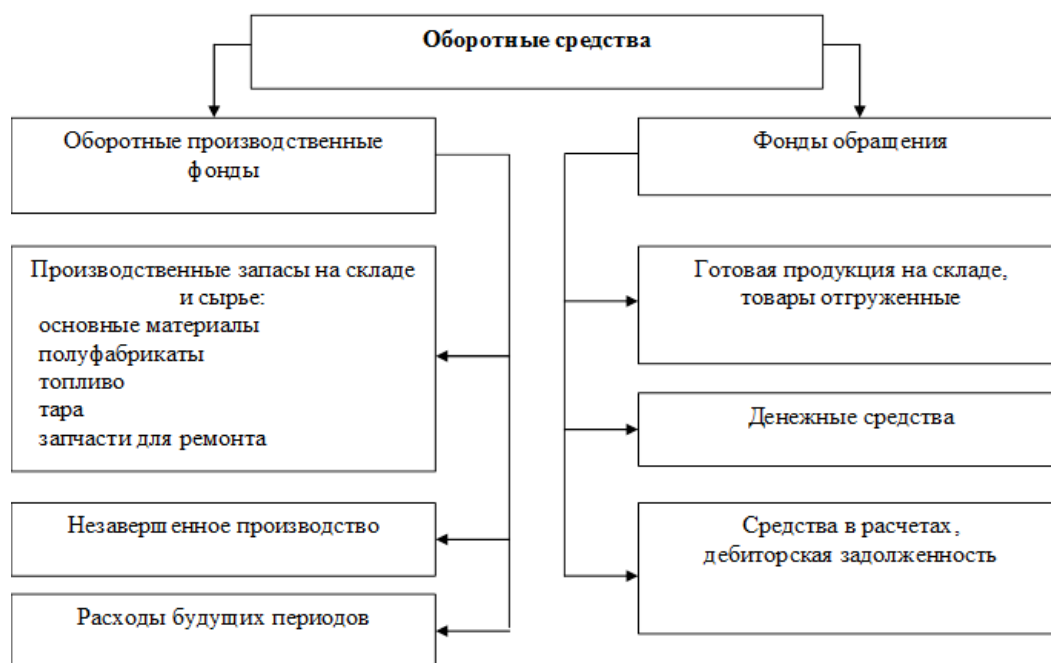 Оборотные средства
Оборотные производственные
фонды
Производственные запасы на складе
и сырье:
основные материалы
полуфабрикаты
топливо
тара
запчасти для ремонта
Незавершенное производство
Расходы будущих периодов
Фонды обращения
Готовая продукция на складе,
товары отгруженные
Денежные средства
Средства в расчетах,
дебиторская задолженность